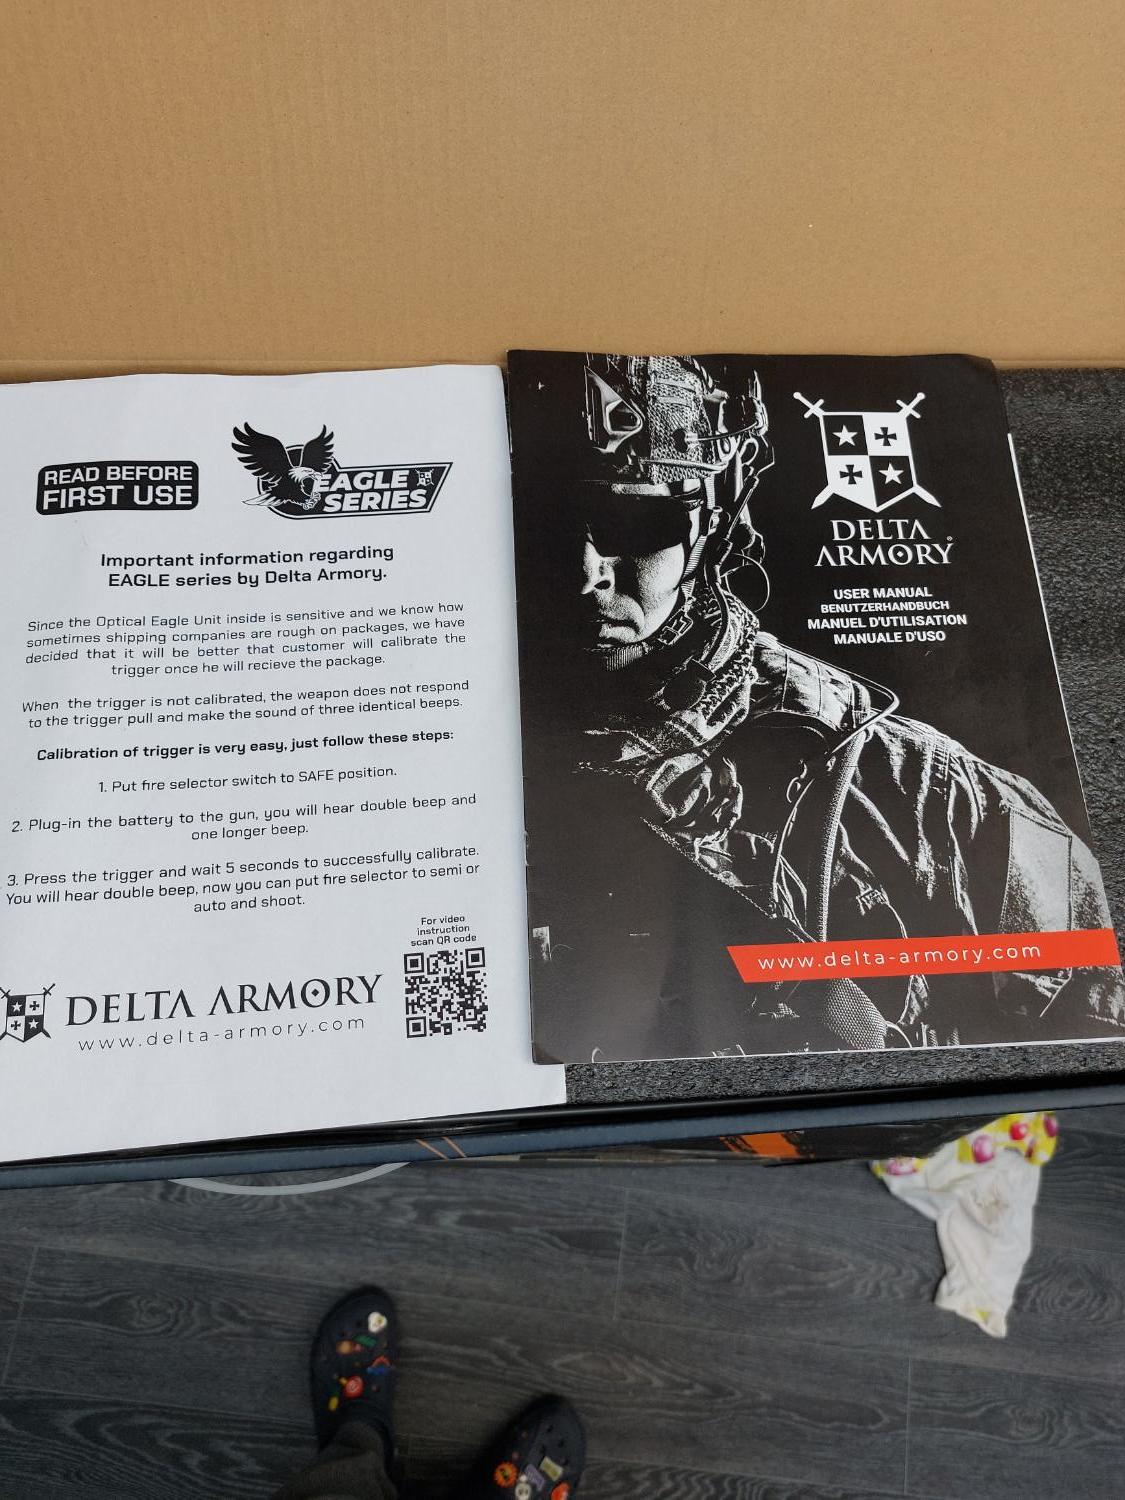 READ BEFORE
FIRST USE
EAGLE
SERIES
Important information regarding
EAGLE series by Delta Armory.
Since the Optical Eagle Unit inside is sensitive and we know how
sometimes shipping companies are rough on packages, we have
decided that it will be better that customer will calibrate the
trigger once he will recieve the package.
When the trigger is not calibrated, the weapon does not respond
to the trigger pull and make the sound of three identical beeps.
Calibration of trigger is very easy, just follow these steps:
1. Put fire selector switch to SAFE position.
2. Plug-in the battery to the gun, you will hear double beep and
one longer beep.
3. Press the trigger and wait 5 seconds to successfully calibrate.
You will hear double beep, now you can put fire selector to semi or
auto and shoot.
For video
instruction
scan QR code
DELTA ARMORY
www.delta-armory.com
DELTA
ARMORY®
USER MANUAL
BENUTZERHANDBUCH
MANUEL D'UTILISATION
MANUALE D'USO
www.delta-armory.com